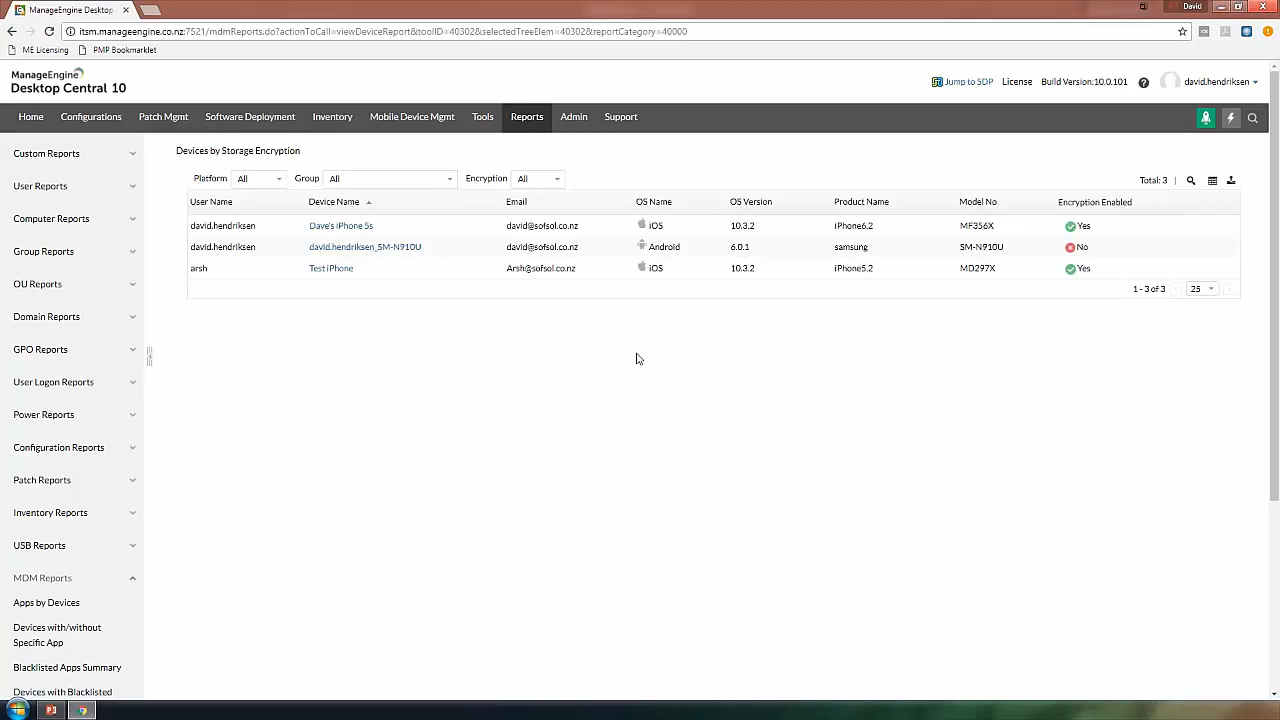 ManageEngine Desktop
David
itsm.manageengine.co.nz:7521/mdmReports.do?actionToCall=viewDeviceReport&toolID=40302&selectedTreeElem=40302&reportCategory=40000
ME Licensing PMP Bookmarklet
ManageEngine
Desktop Central 10
Jump to SDP License Build Version:10.0.101 david.hendriksen
Home Configurations Patch Mgmt Software Deployment Inventory Mobile Device Mgmt Tools Reports Admin Support
Custom Reports
User Reports
Computer Reports
Group Reports
OU Reports
Domain Reports
GPO Reports
User Logon Reports
Power Reports
Configuration Reports
Patch Reports
Inventory Reports
USB Reports
MDM Reports
Apps by Devices
Devices with/without
Specific App
Blacklisted Apps Summary
Devices with Blacklisted
Devices by Storage Encryption
Platform All Group All Encryption All Total: 3
User Name Device Name Email OS Name OS Version Product Name Model No Encryption Enabled
david.hendriksen Dave's iPhone 5s david@sofsol.co.nz iOS 10.3.2 iPhone6,2 MF356X Yes
david.hendriksen david.hendriksen_SM-N910U david@sofsol.co.nz Android 6.0.1 samsung SM-N910U No
arsh Test iPhone Arsh@sofsol.co.nz iOS 10.3.2 iPhone5,2 MD297X Yes
1 - 3 of 3 25